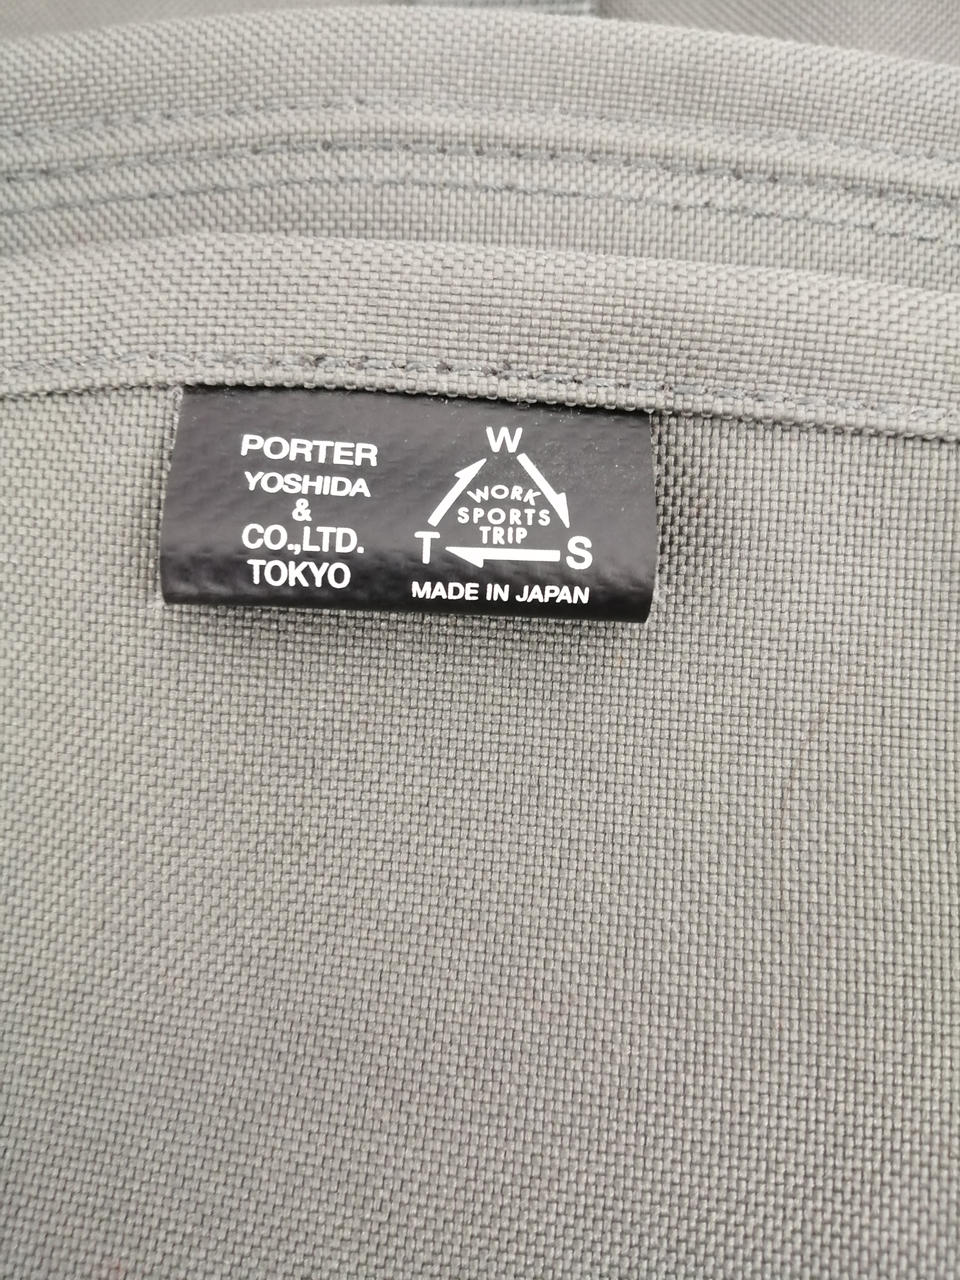 PORTER
YOSHIDA
&
CO.,LTD.
TOKYO
W
WORK
SPORTS
TRIP
T S
MADE IN JAPAN